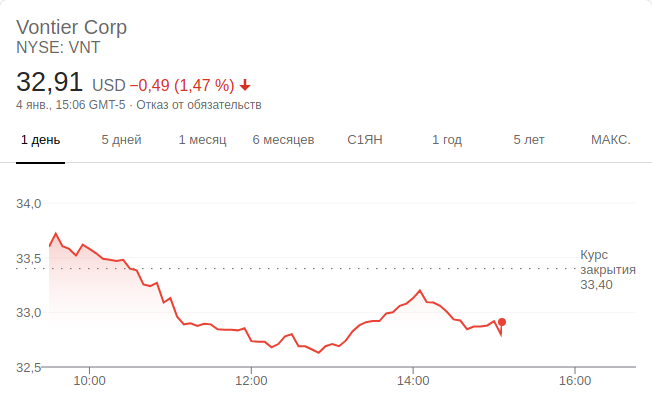 Vontier Corp
NYSE: VNT
32,91 USD −0,49 (1,47 %)
4 янв., 15:06 GMT-5 · Отказ от обязательств
1 день 5 дней 1 месяц 6 месяцев С1ЯН 1 год 5 лет МАКС.
34,0
33,5
33,0
32,5
Курс
закрытия
33,40
10:00 12:00 14:00 16:00